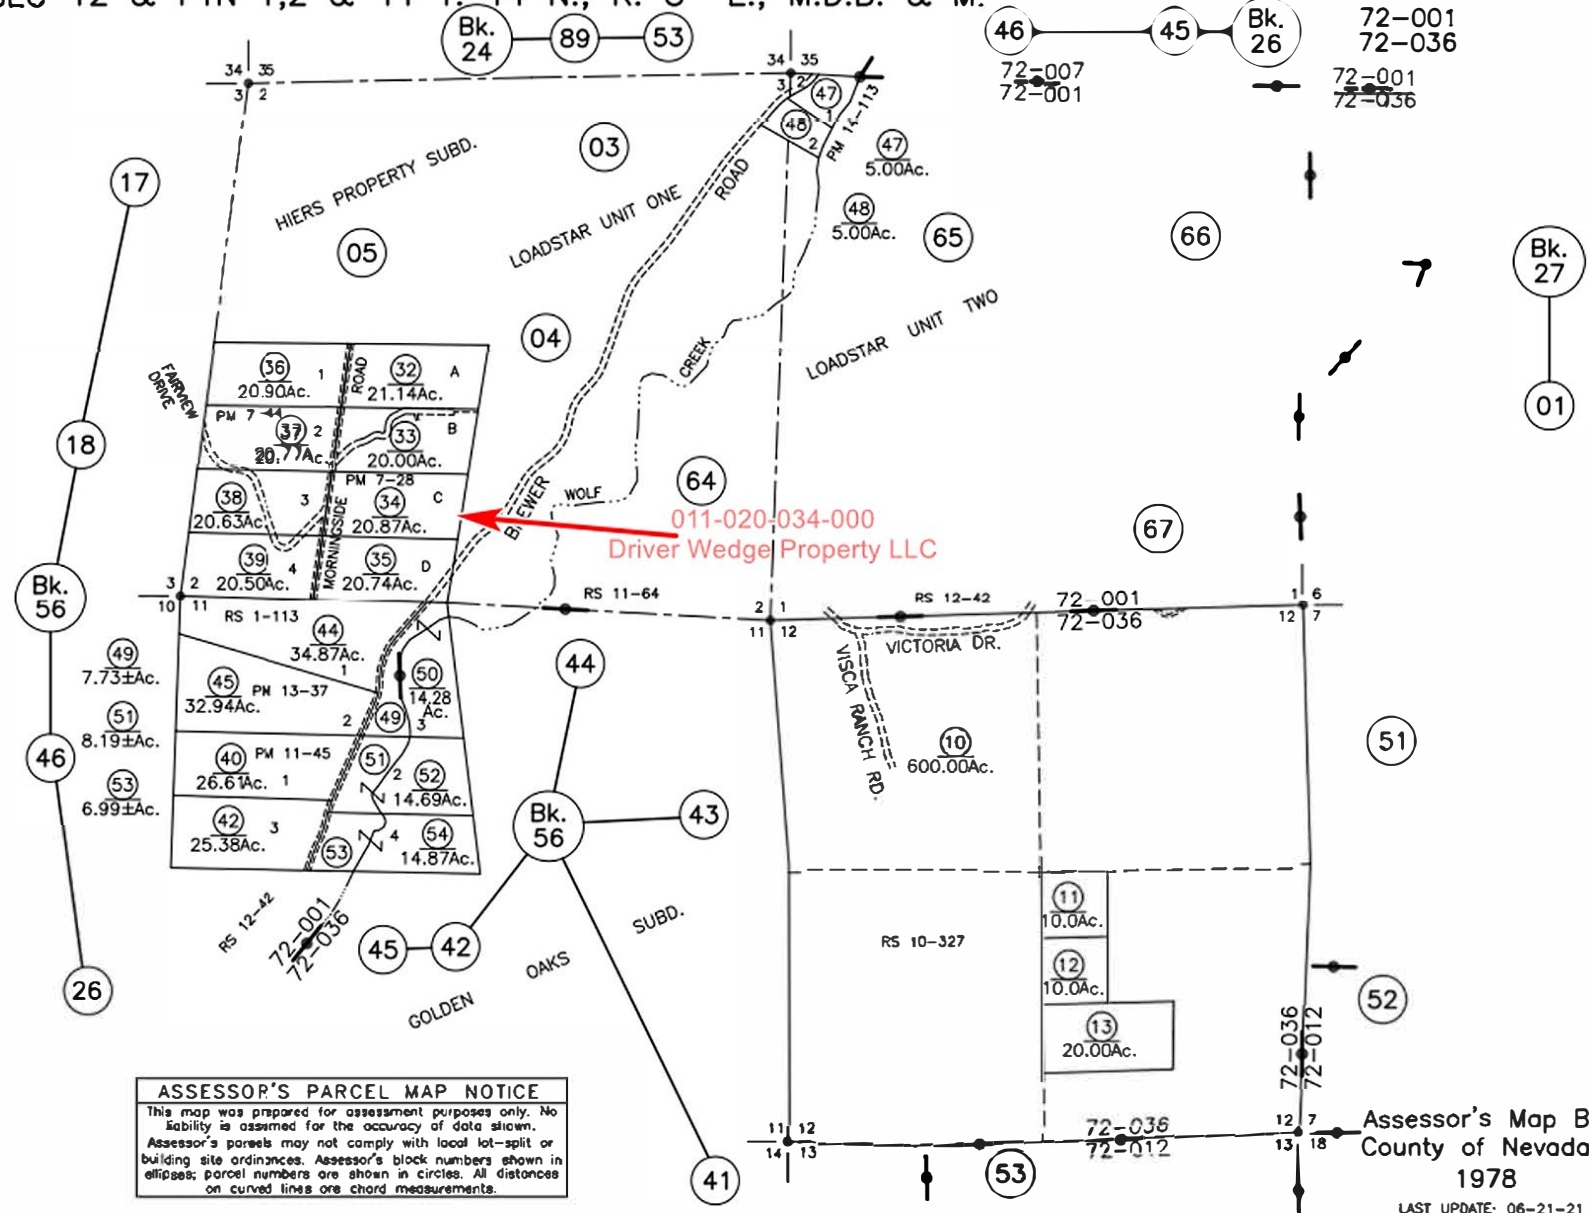 & M.
Bk.
24
89
53
46
45
Bk.
26
72-001
72-036
72-007
72-001
72-001
72-036
34 35
3 2
34 35
3 2
47
1
48
2
PM 14-113
47
5.00Ac.
48
5.00Ac.
03
HIERS PROPERTY SUBD.
LOADSTAR UNIT ONE
ROAD
05
17
65
66
Bk.
27
01
04
CREEK
LOADSTAR UNIT TWO
FAIRVIEW
DRIVE
36
20.90Ac.
1
ROAD
32
21.14Ac.
A
PM 7-44
37
2
20.77Ac.
33
20.00Ac.
B
PM 7-28
38
20.63Ac.
3
34
20.87Ac.
C
MORNINGSIDE
39
20.50Ac.
4
35
20.74Ac.
D
18
BREWER
WOLF
64
011-020-034-000
Driver Wedge Property LLC
67
Bk.
56
3 2
10 11
RS 11-64
2 1
11 12
RS 12-42
72-001
72-036
1 6
12 7
RS 1-113
44
34.87Ac.
1
VICTORIA DR.
VISCA RANCH RD.
49
7.73±Ac.
45
32.94Ac.
PM 13-37
2
49
50
14.28
Ac.
3
44
51
8.19±Ac.
46
53
6.99±Ac.
40
26.61Ac.
PM 11-45
1
51
2
52
14.69Ac.
10
600.00Ac.
51
42
25.38Ac.
3
53
4
54
14.87Ac.
Bk.
56
43
RS 12-42
72-001
72-036
45
42
26
GOLDEN OAKS SUBD.
RS 10-327
11
10.0Ac.
12
10.0Ac.
13
20.00Ac.
52
72-036
72-012
41
ASSESSOR'S PARCEL MAP NOTICE
This map was prepared for assessment purposes only. No
liability is assumed for the accuracy of data shown.
Assessor's parcels may not comply with local lot-split or
building site ordinances. Assessor's block numbers shown in
ellipses; parcel numbers are shown in circles. All distances
on curved lines are chord measurements.
11 12
14 13
72-036
72-012
53
12 7
13 18
Assessor's Map B
County of Nevada
1978
LAST UPDATE: 06-21-21